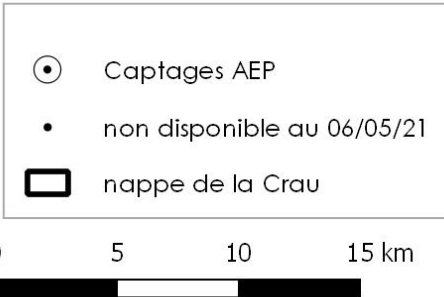 Captages AEP
non disponible au 06/05/21
nappe de la Crau
5 10 15 km